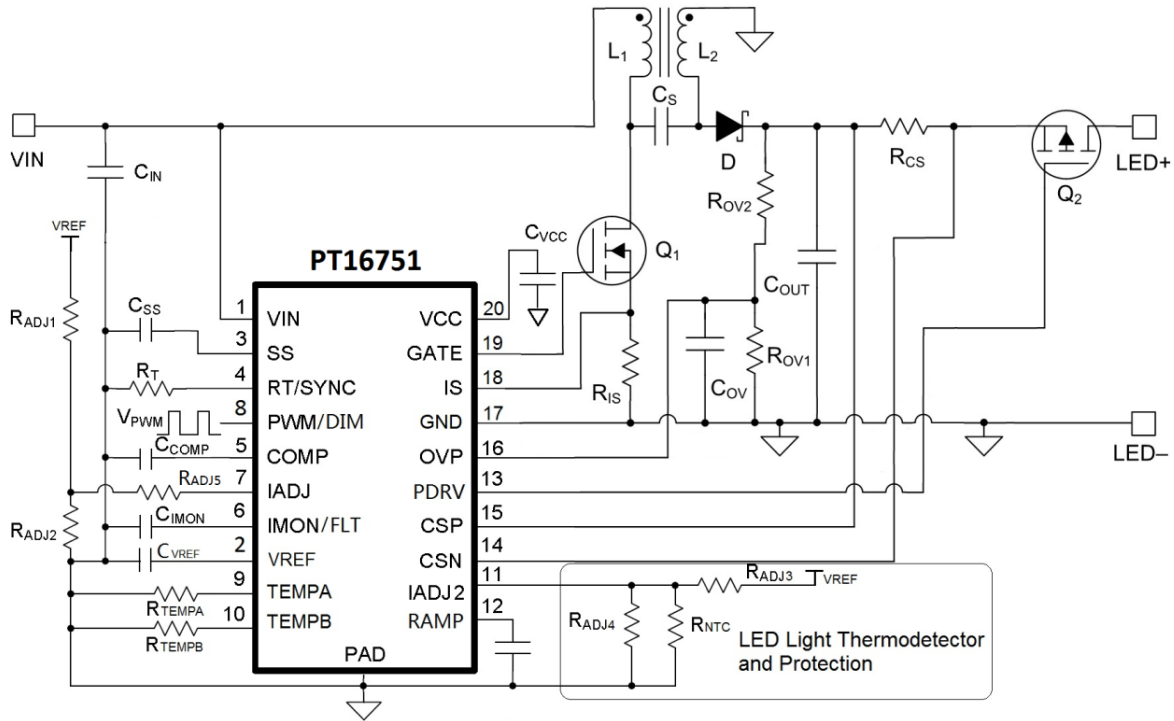 L1
L2
CS
VIN
D
RCS
LED+
Q2
CIN
ROV2
VREF
CVCC
Q1
PT16751
COUT
RADJ1
CSS
1 VIN
VCC 20
3 SS
GATE 19
RT
4 RT/SYNC
IS 18
RIS
COV
ROV1
VPWM
8 PWM/DIM
GND 17
LED–
CCOMP
5 COMP
OVP 16
RADJ5
7 IADJ
PDRV 13
RADJ2
CIMON
6 IMON/FLT
CSP 15
CVREF
2 VREF
CSN 14
9 TEMPA
IADJ2 11
RADJ3
VREF
RTEMPA
10 TEMPB
RAMP 12
RTEMPB
RADJ4
RNTC
LED Light Thermodetector
and Protection
PAD